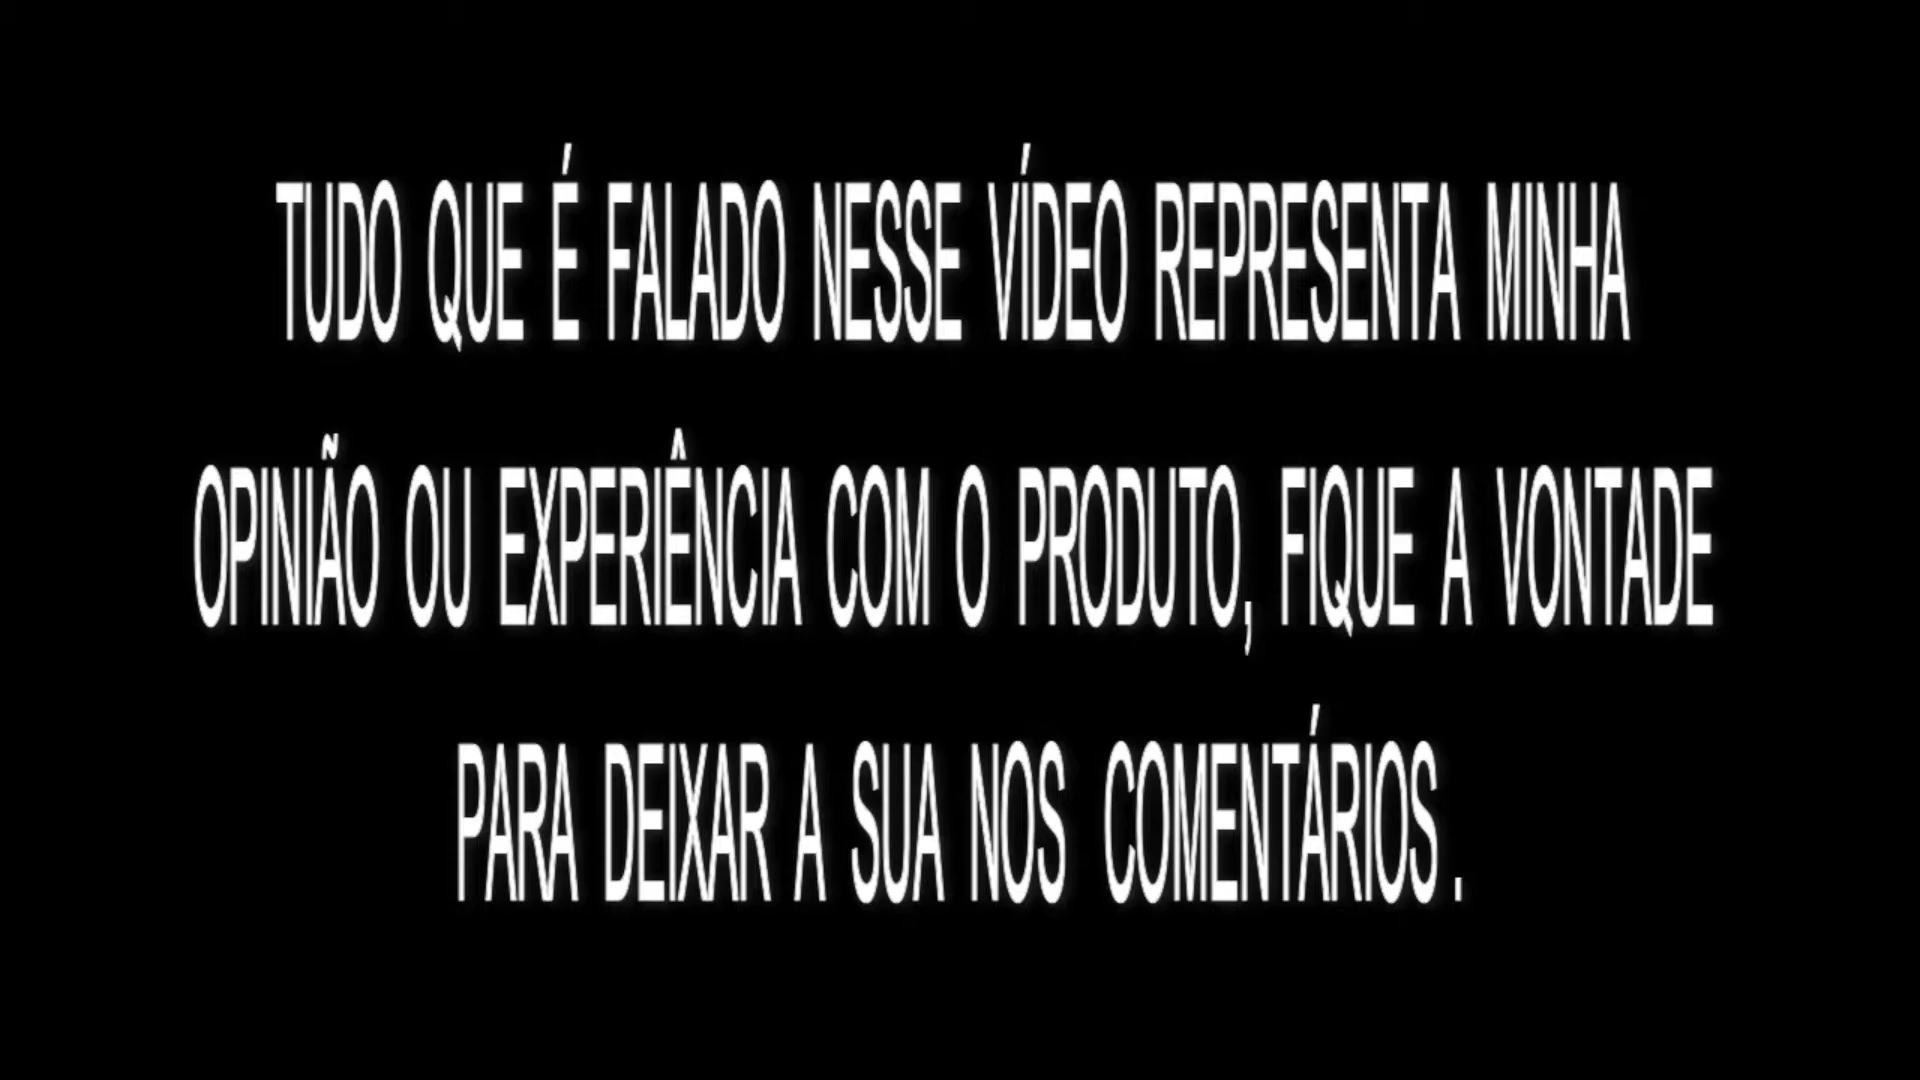 TUDO QUE É FALADO NESSE VÍDEO REPRESENTA MINHA
OPINIÃO OU EXPERIÊNCIA COM O PRODUTO, FIQUE A VONTADE
PARA DEIXAR A SUA NOS COMENTÁRIOS .